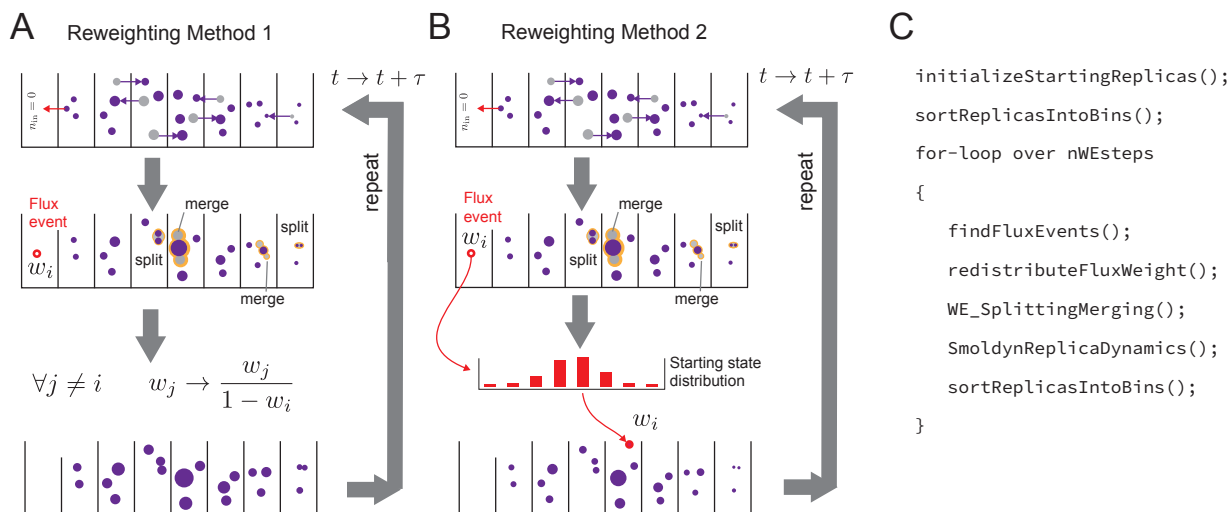 A
Reweighting Method 1
n_in = 0
t → t + τ
repeat
Flux
event
w_i
merge
split
split
merge
∀j ≠ i w_j → w_j / (1 − w_i)
B
Reweighting Method 2
n_in = 0
t → t + τ
repeat
Flux
event
w_i
merge
split
split
merge
Starting state
distribution
w_i
C
initializeStartingReplicas();
sortReplicasIntoBins();
for-loop over nWEsteps
{
findFluxEvents();
redistributeFluxWeight();
WE_SplittingMerging();
SmoldynReplicaDynamics();
sortReplicasIntoBins();
}